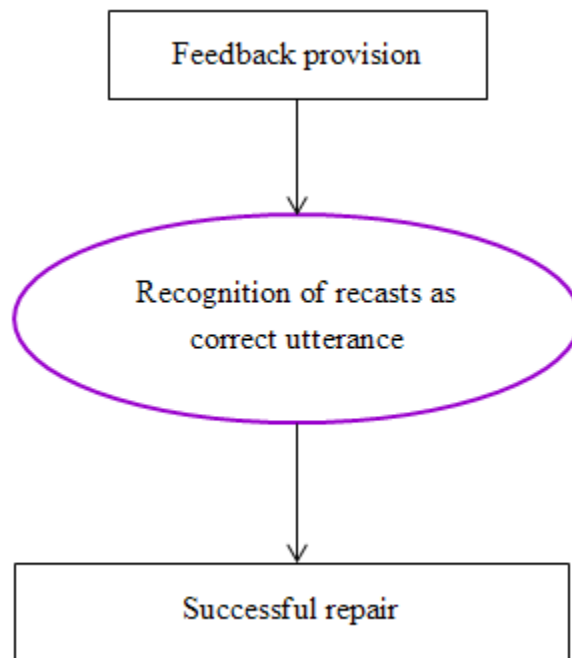 Feedback provision
Recognition of recasts as
correct utterance
Successful repair